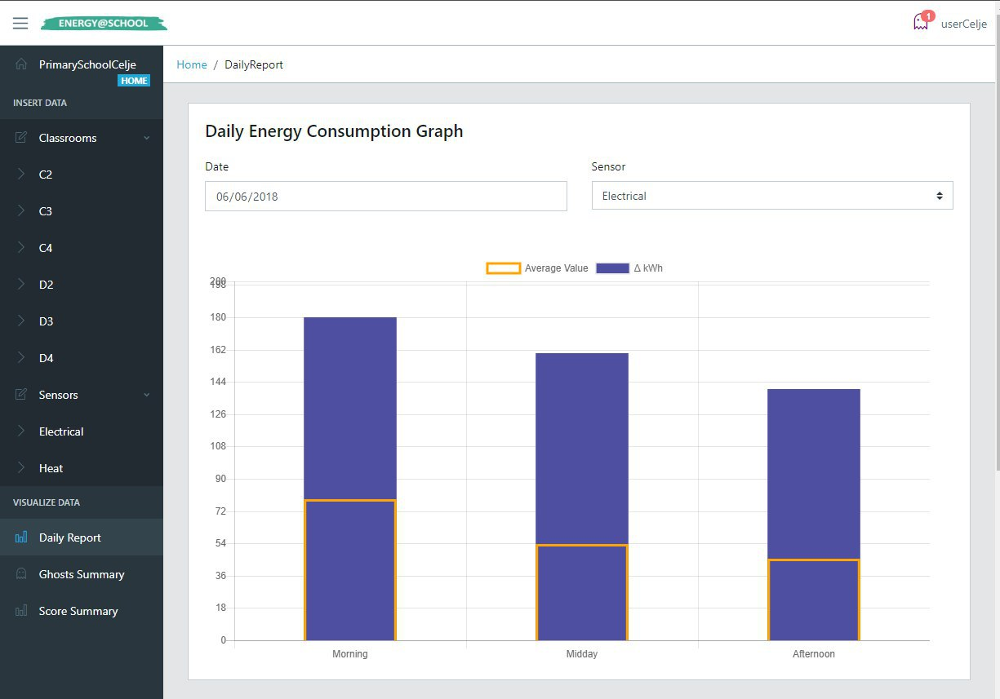 ENERGY@SCHOOL
1
userCelje
PrimarySchoolCelje
HOME
INSERT DATA
Classrooms
C2
C3
C4
D2
D3
D4
Sensors
Electrical
Heat
VISUALIZE DATA
Daily Report
Ghosts Summary
Score Summary
Home / DailyReport
Daily Energy Consumption Graph
Date
06/06/2018
Sensor
Electrical
Average Value Δ kWh
200
198
180
162
144
126
108
90
72
54
36
18
0
Morning Midday Afternoon